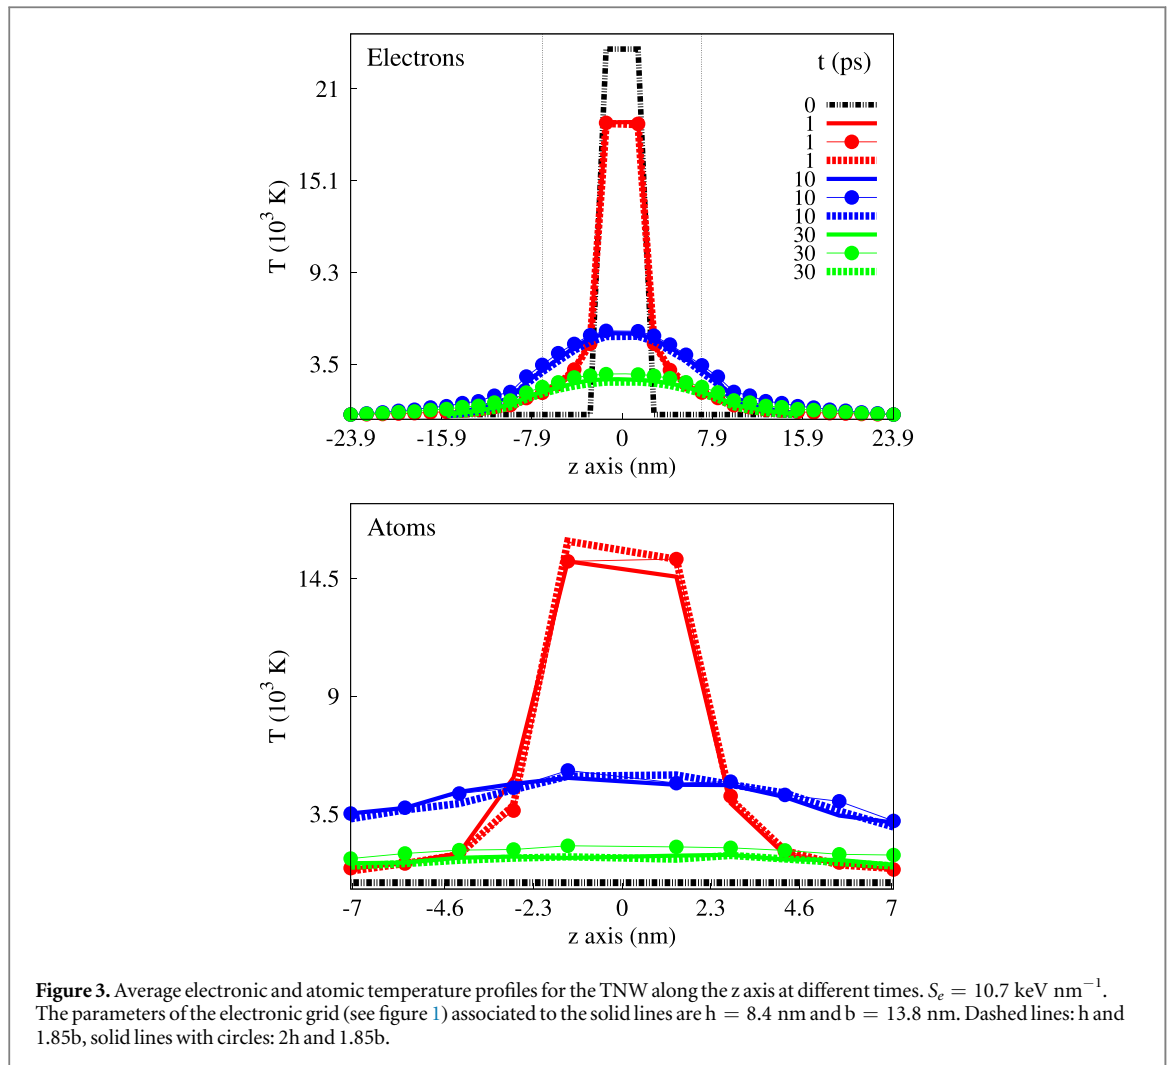 Electrons
t (ps)
0
1
1
1
10
10
10
30
30
30
T (10³ K)
21
15.1
9.3
3.5
-23.9 -15.9 -7.9 0 7.9 15.9 23.9
z axis (nm)
Atoms
T (10³ K)
14.5
9
3.5
-7 -4.6 -2.3 0 2.3 4.6 7
z axis (nm)
Figure 3. Average electronic and atomic temperature profiles for the TNW along the z axis at different times. Sₑ = 10.7 keV nm⁻¹.
The parameters of the electronic grid (see figure 1) associated to the solid lines are h = 8.4 nm and b = 13.8 nm. Dashed lines: h and
1.85b, solid lines with circles: 2h and 1.85b.